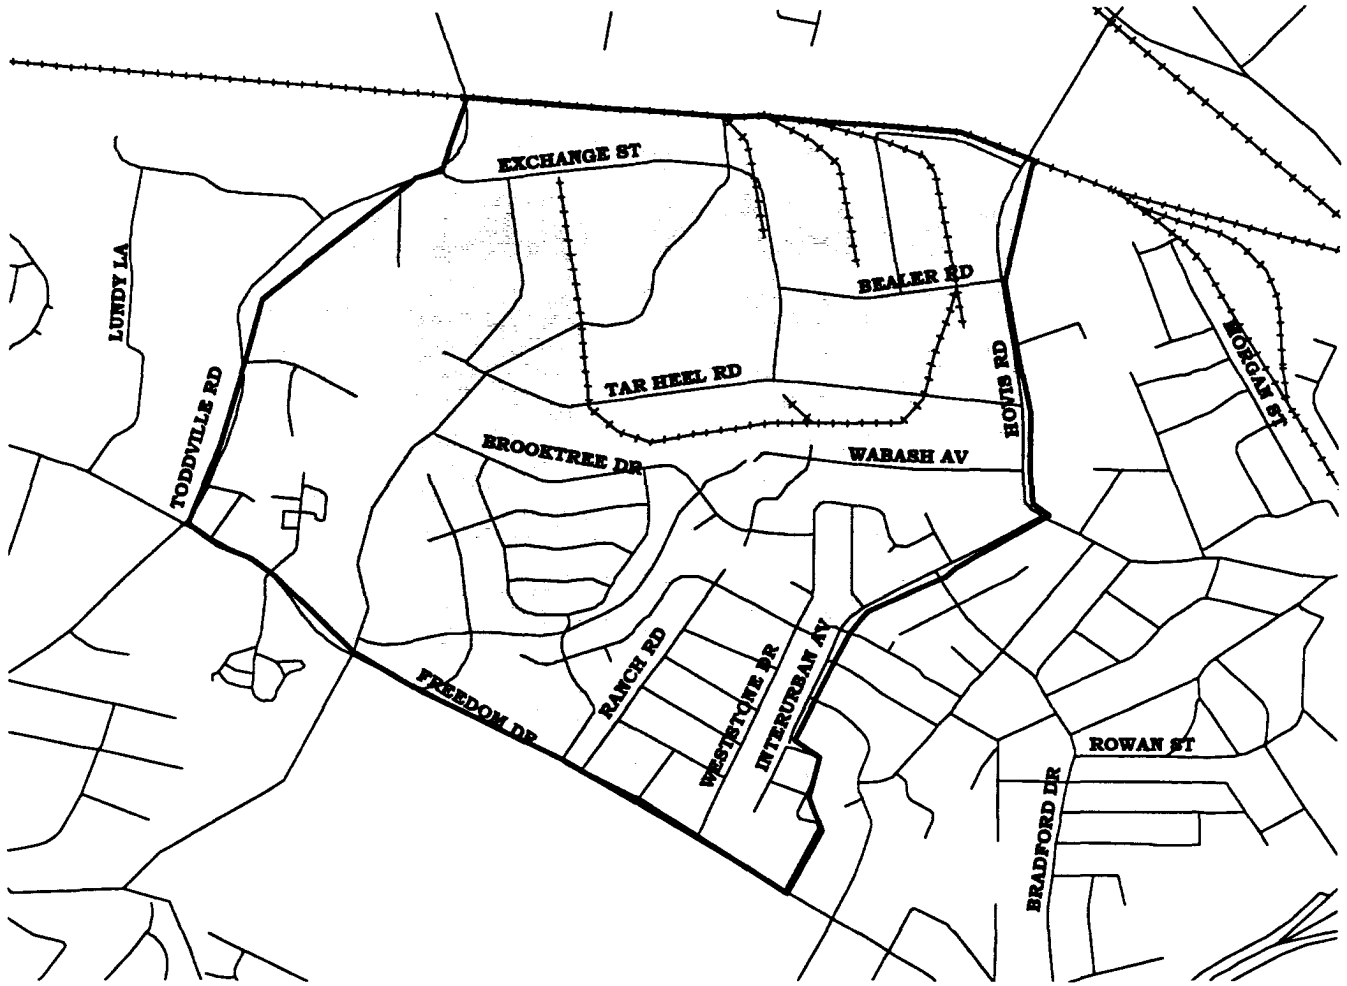 EXCHANGE ST
LUNDY LA
BEALER RD
MORGAN ST
HOVIS RD
TAR HEEL RD
TODDVILLE RD
BROOKTREE DR
WABASH AV
RANCH RD
WESTSTONE DR
INTERURBAN AV
FREEDOM DR
ROWAN ST
BRADFORD DR